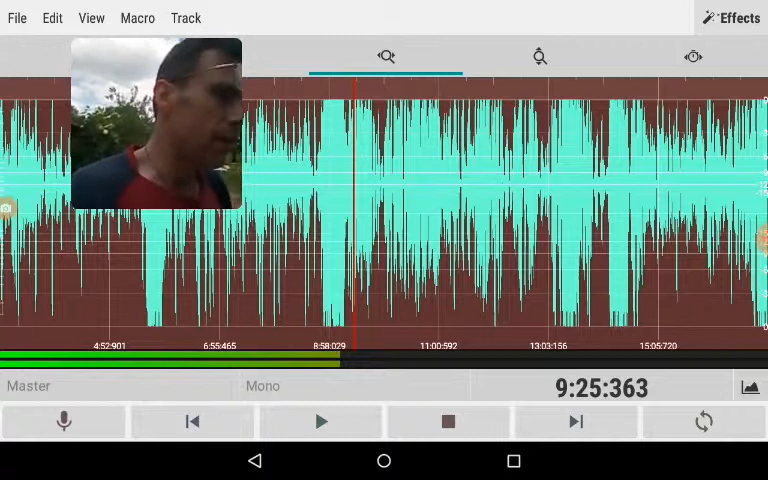 File Edit View Macro Track Effects
4:52:901 6:55:465 8:58:029 11:00:592 13:03:156 15:05:720
Master Mono 9:25:363